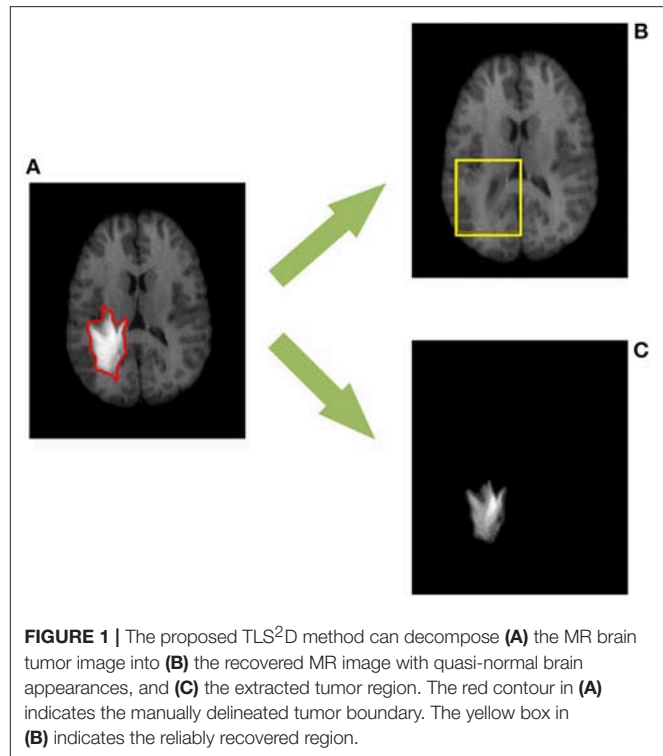 B
A
C
FIGURE 1 | The proposed TLS²D method can decompose (A) the MR brain
tumor image into (B) the recovered MR image with quasi-normal brain
appearances, and (C) the extracted tumor region. The red contour in (A)
indicates the manually delineated tumor boundary. The yellow box in
(B) indicates the reliably recovered region.